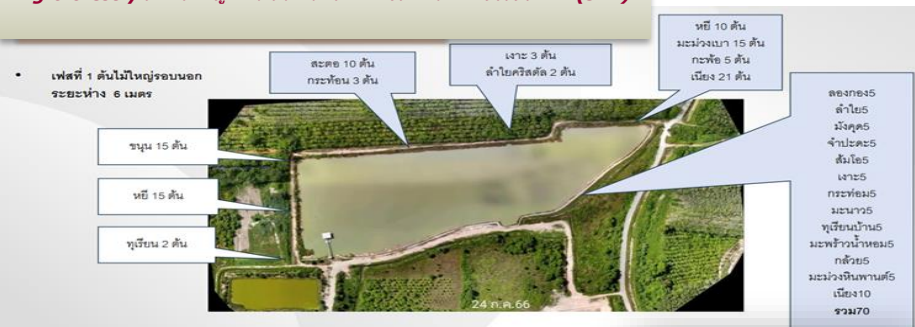 • เฟสที่ 1 ต้นไม้ใหญ่รอบนอก
ระยะห่าง 6 เมตร
สะตอ 10 ต้น
กระท้อน 3 ต้น
เงาะ 3 ต้น
ลำไยคริสตัล 2 ต้น
หยี 10 ต้น
มะม่วงเบา 15 ต้น
กะพ้อ 5 ต้น
เนียง 21 ต้น
ขนุน 15 ต้น
หยี 15 ต้น
ทุเรียน 2 ต้น
ลองกอง5
ลำไย5
มังคุด5
จำปะดะ5
ส้มโอ5
เงาะ5
กระท่อม5
มะนาว5
ทุเรียนบ้าน5
มะพร้าวน้ำหอม5
กล้วย5
มะม่วงหิมพานต์5
เนียง10
รวม70
24 ก.ค.66